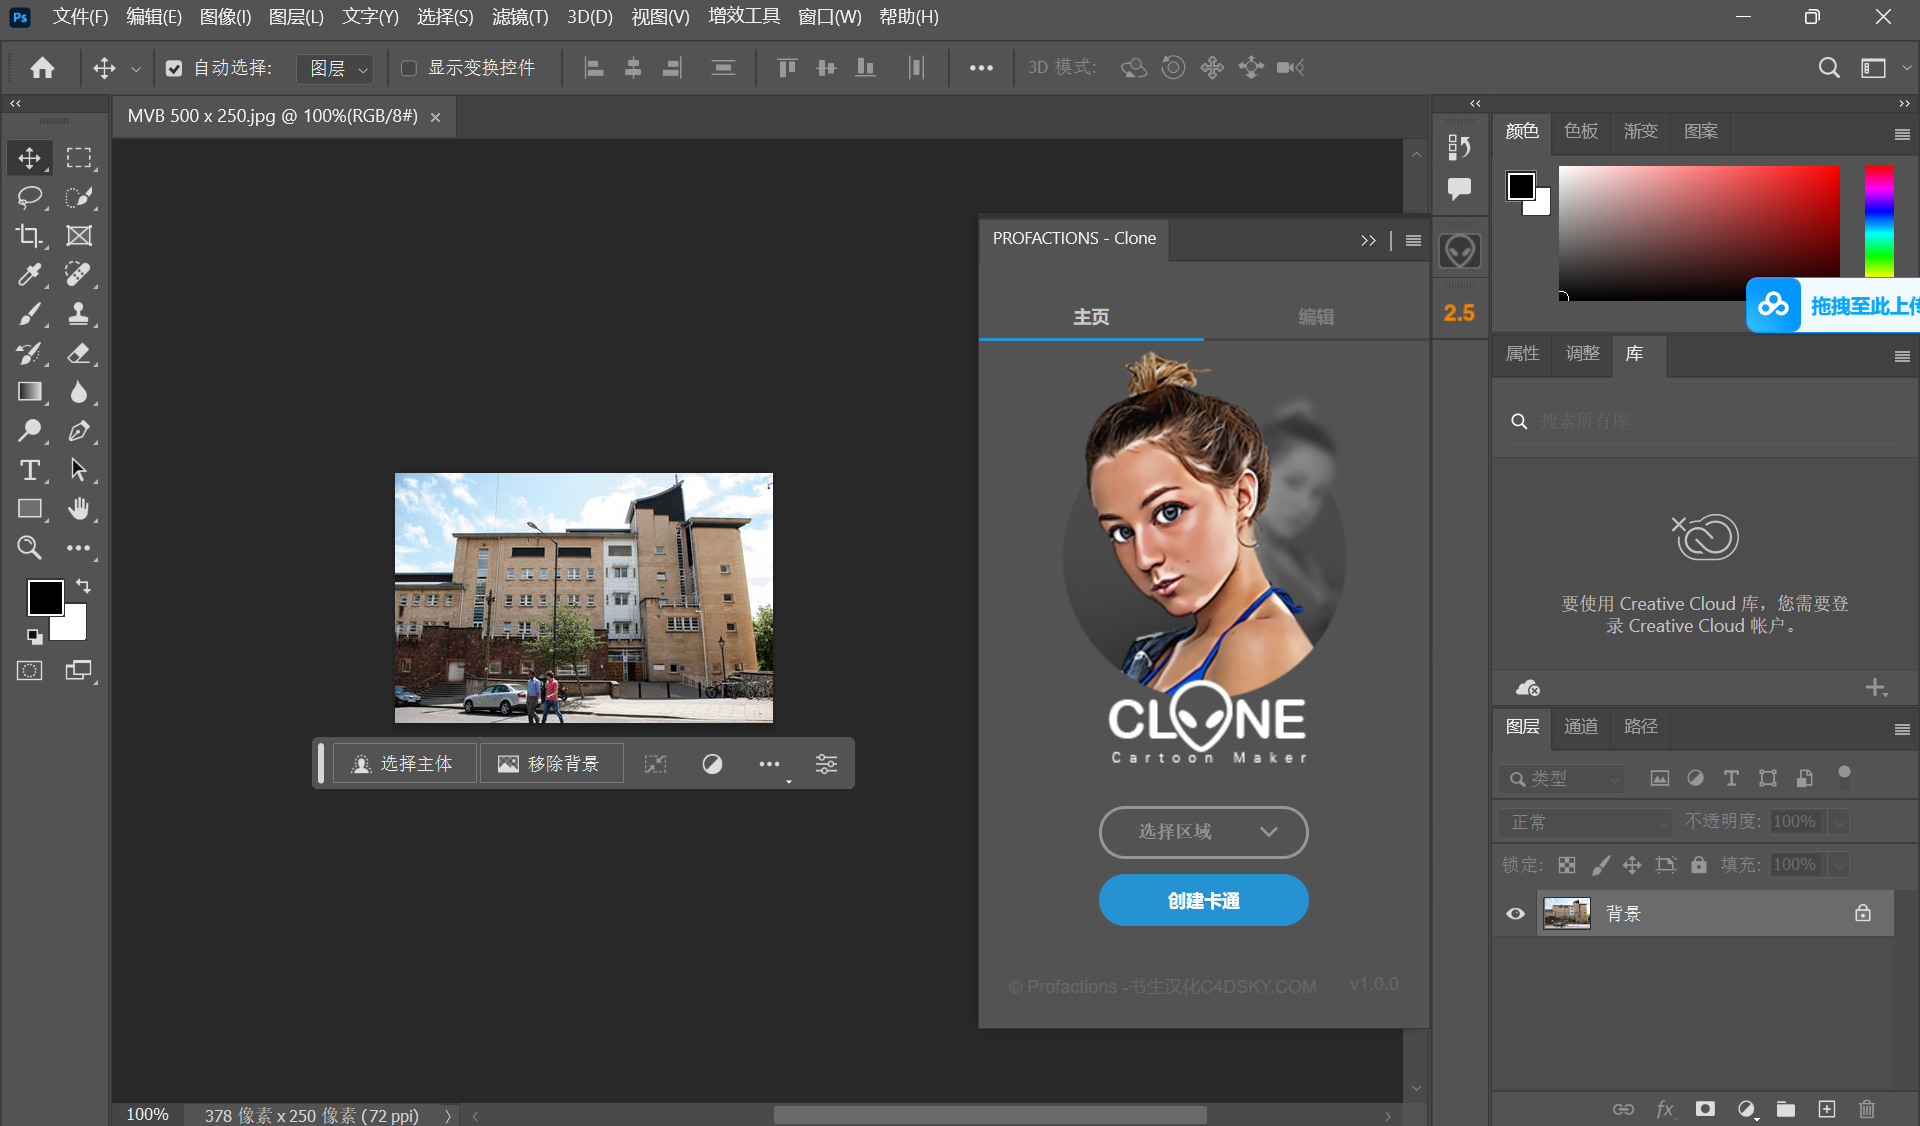 Ps 文件(F) 编辑(E) 图像(I) 图层(L) 文字(Y) 选择(S) 滤镜(T) 3D(D) 视图(V) 增效工具 窗口(W) 帮助(H)
自动选择: 图层 显示变换控件 3D 模式:
MVB 500 x 250.jpg @ 100%(RGB/8#)
颜色 色板 渐变 图案
PROFACTIONS - Clone
主页 编辑
2.5
拖拽至此上传
属性 调整 库
搜索所有库
要使用 Creative Cloud 库，您需要登
录 Creative Cloud 帐户。
CLONE
Cartoon Maker
图层 通道 路径
选择主体 移除背景
类型
选择区域
正常 不透明度: 100%
锁定: 填充: 100%
创建卡通
背景
© Profactions -书生汉化C4DSKY.COM v1.0.0
100% 378 像素 x 250 像素 (72 ppi)
fx